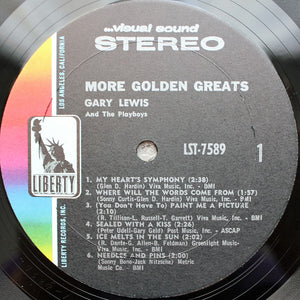 visual sound
STEREO
MORE GOLDEN GREATS
GARY LEWIS
And The Playboys
LST-7589
1
LIBERTY
LIBERTY RECORDS, INC.
LOS ANGELES, CALIFORNIA
1. MY HEART'S SYMPHONY (2:38)
(Glen D. Hardin) Viva Music, Inc. - BMI
2. WHERE WILL THE WORDS COME FROM (1:57)
(Sonny Curtis-Glen D. Hardin) Viva Music, Inc. - BMI
3. (You Don't Have To) PAINT ME A PICTURE
(2:10)
(R. Tillison-L. Russell-T. Garrett) Viva Music, Inc. - BMI
4. SEALED WITH A KISS (2:26)
(Peter Udell-Gary Geld) Post Music, Inc. - ASCAP
5. ICE MELTS IN THE SUN (2:02)
(R. Dante-G. Allen-B. Feldman) Greenlight Music-
Viva Music, Inc. - BMI
6. NEEDLES AND PINS (2:00)
(Sonny Bono-Jack Nitzsche) Metric
Music Co. - BMI